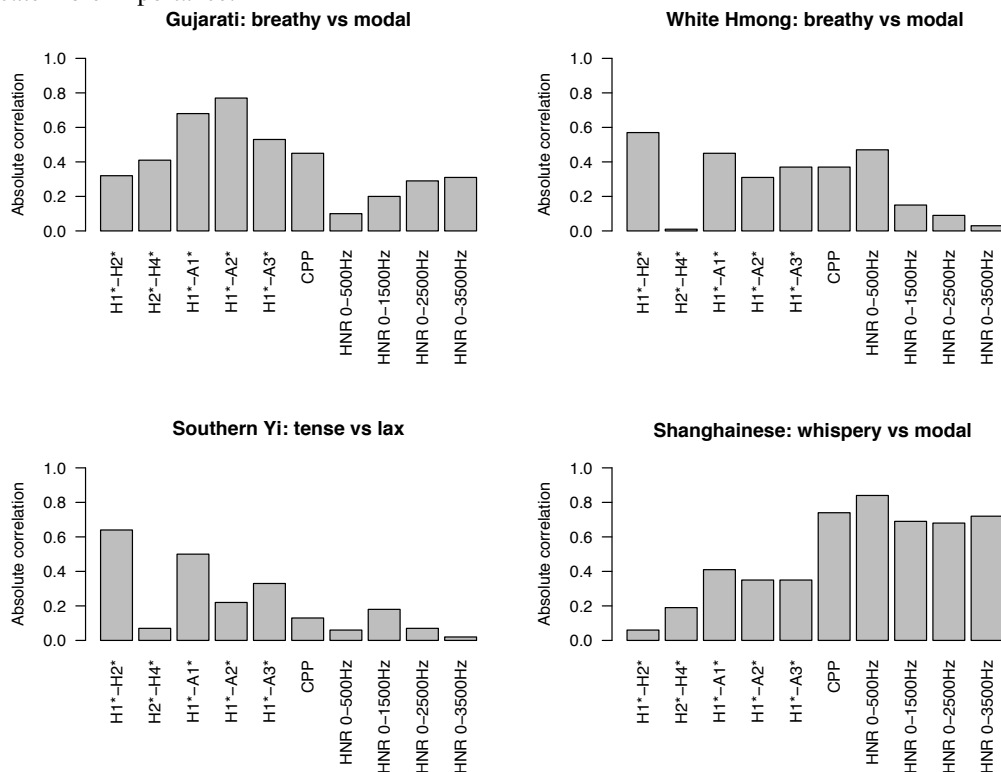 Gujarati: breathy vs modal
White Hmong: breathy vs modal
Absolute correlation
1.0
0.8
0.6
0.4
0.2
0.0
H1*−H2*
H2*−H4*
H1*−A1*
H1*−A2*
H1*−A3*
CPP
HNR 0−500Hz
HNR 0−1500Hz
HNR 0−2500Hz
HNR 0−3500Hz
Absolute correlation
1.0
0.8
0.6
0.4
0.2
0.0
H1*−H2*
H2*−H4*
H1*−A1*
H1*−A2*
H1*−A3*
CPP
HNR 0−500Hz
HNR 0−1500Hz
HNR 0−2500Hz
HNR 0−3500Hz
Southern Yi: tense vs lax
Shanghainese: whispery vs modal
Absolute correlation
1.0
0.8
0.6
0.4
0.2
0.0
H1*−H2*
H2*−H4*
H1*−A1*
H1*−A2*
H1*−A3*
CPP
HNR 0−500Hz
HNR 0−1500Hz
HNR 0−2500Hz
HNR 0−3500Hz
Absolute correlation
1.0
0.8
0.6
0.4
0.2
0.0
H1*−H2*
H2*−H4*
H1*−A1*
H1*−A2*
H1*−A3*
CPP
HNR 0−500Hz
HNR 0−1500Hz
HNR 0−2500Hz
HNR 0−3500Hz